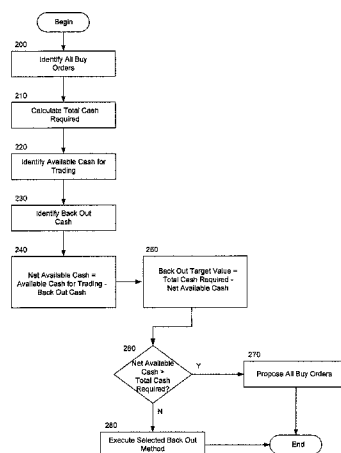 Begin
200
Identify All Buy
Orders
210
Calculate Total Cash
Required
220
Identify Available Cash for
Trading
230
Identify Back Out
Cash
240
Net Available Cash =
Available Cash for Trading -
Back Out Cash
250
Back Out Target Value =
Total Cash Required -
Net Available Cash
260
Net Available
Cash >
Total Cash
Required?
Y
N
270
Propose All Buy Orders
280
Execute Selected Back Out
Method
End